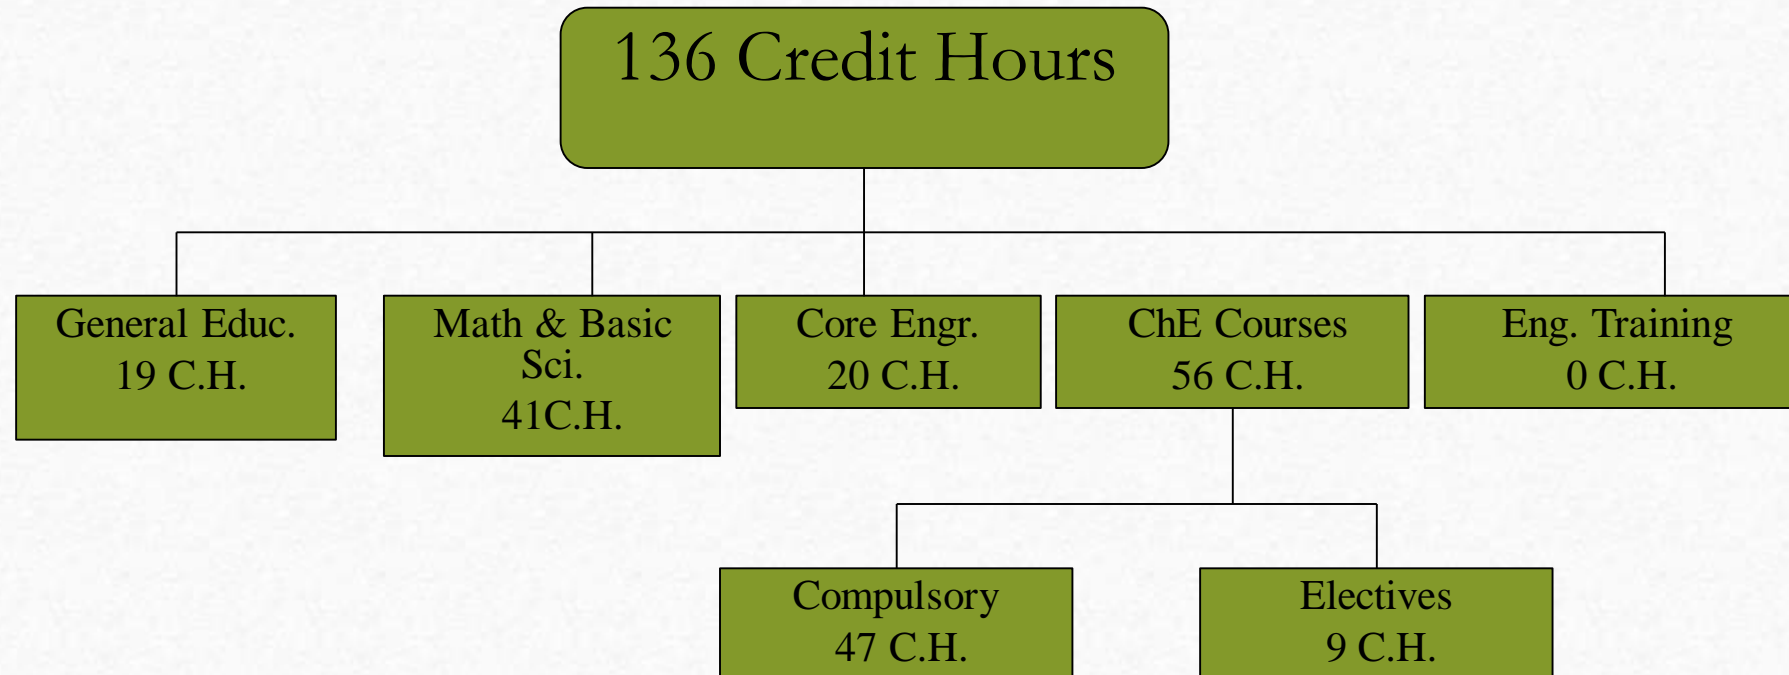 136 Credit Hours
General Educ.
19 C.H.
Math & Basic
Sci.
41C.H.
Core Engr.
20 C.H.
ChE Courses
56 C.H.
Eng. Training
0 C.H.
Compulsory
47 C.H.
Electives
9 C.H.